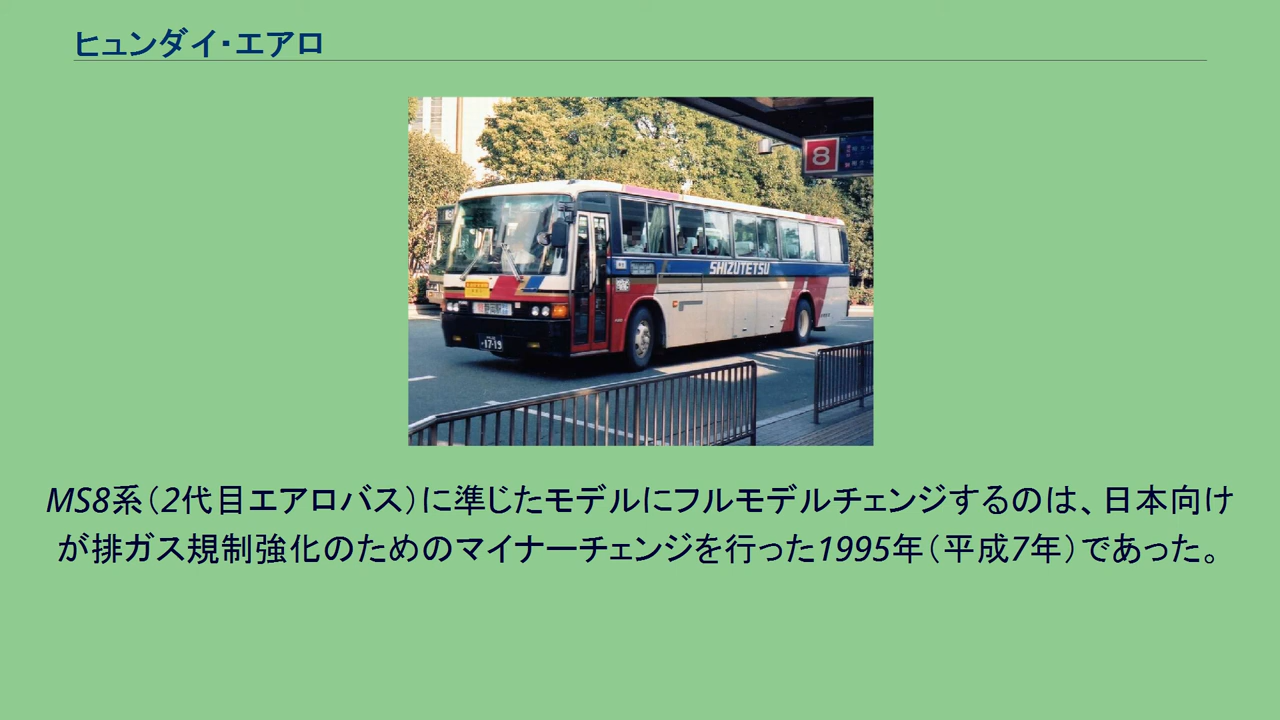 ヒュンダイ・エアロ
8
SHIZUTETSU
17-19
MS8系（2代目エアロバス）に準じたモデルにフルモデルチェンジするのは、日本向け
が排ガス規制強化のためのマイナーチェンジを行った1995年（平成7年）であった。